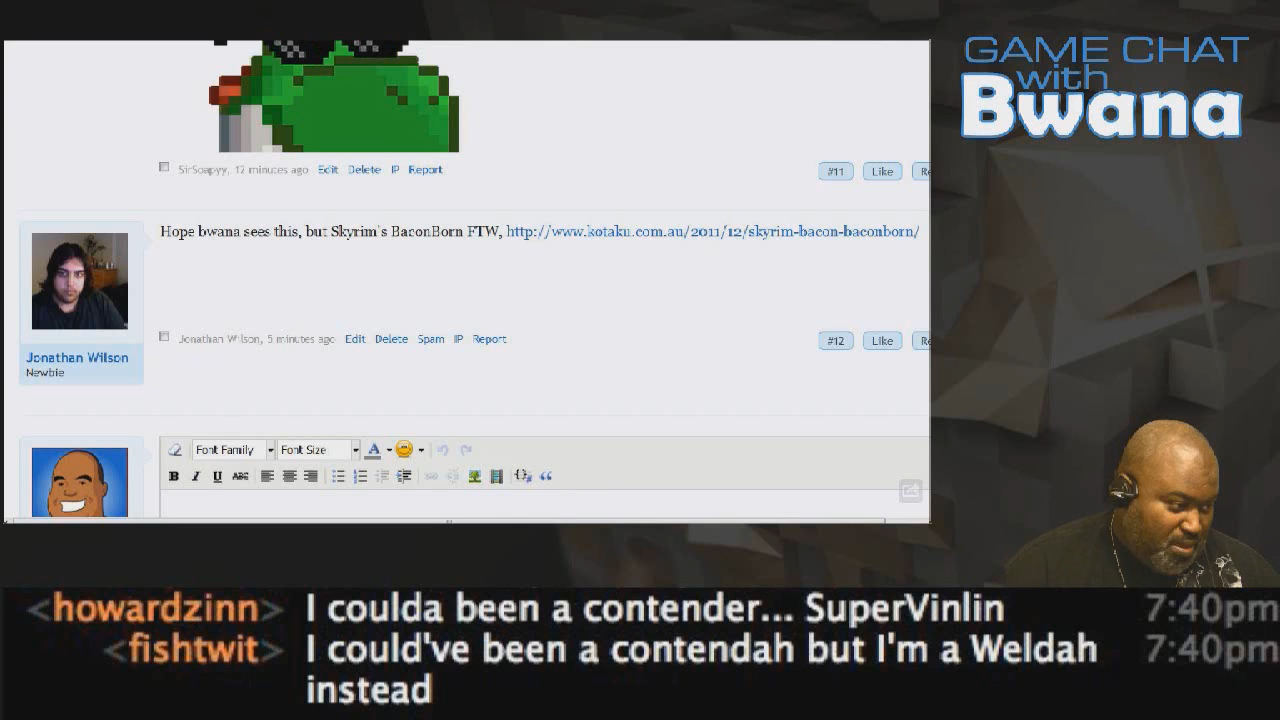 GAME CHAT
with
Bwana
SirSoapyy, 12 minutes ago Edit Delete IP Report
#11 Like
Hope bwana sees this, but Skyrim's BaconBorn FTW, http://www.kotaku.com.au/2011/12/skyrim-bacon-baconborn/
Jonathan Wilson, 5 minutes ago Edit Delete Spam IP Report
#12 Like
Jonathan Wilson
Newbie
Font Family Font Size A
B I U ABC
<howardzinn> I coulda been a contender... SuperVinlin 7:40pm
<fishtwit> I could've been a contendah but I'm a Weldah 7:40pm
instead